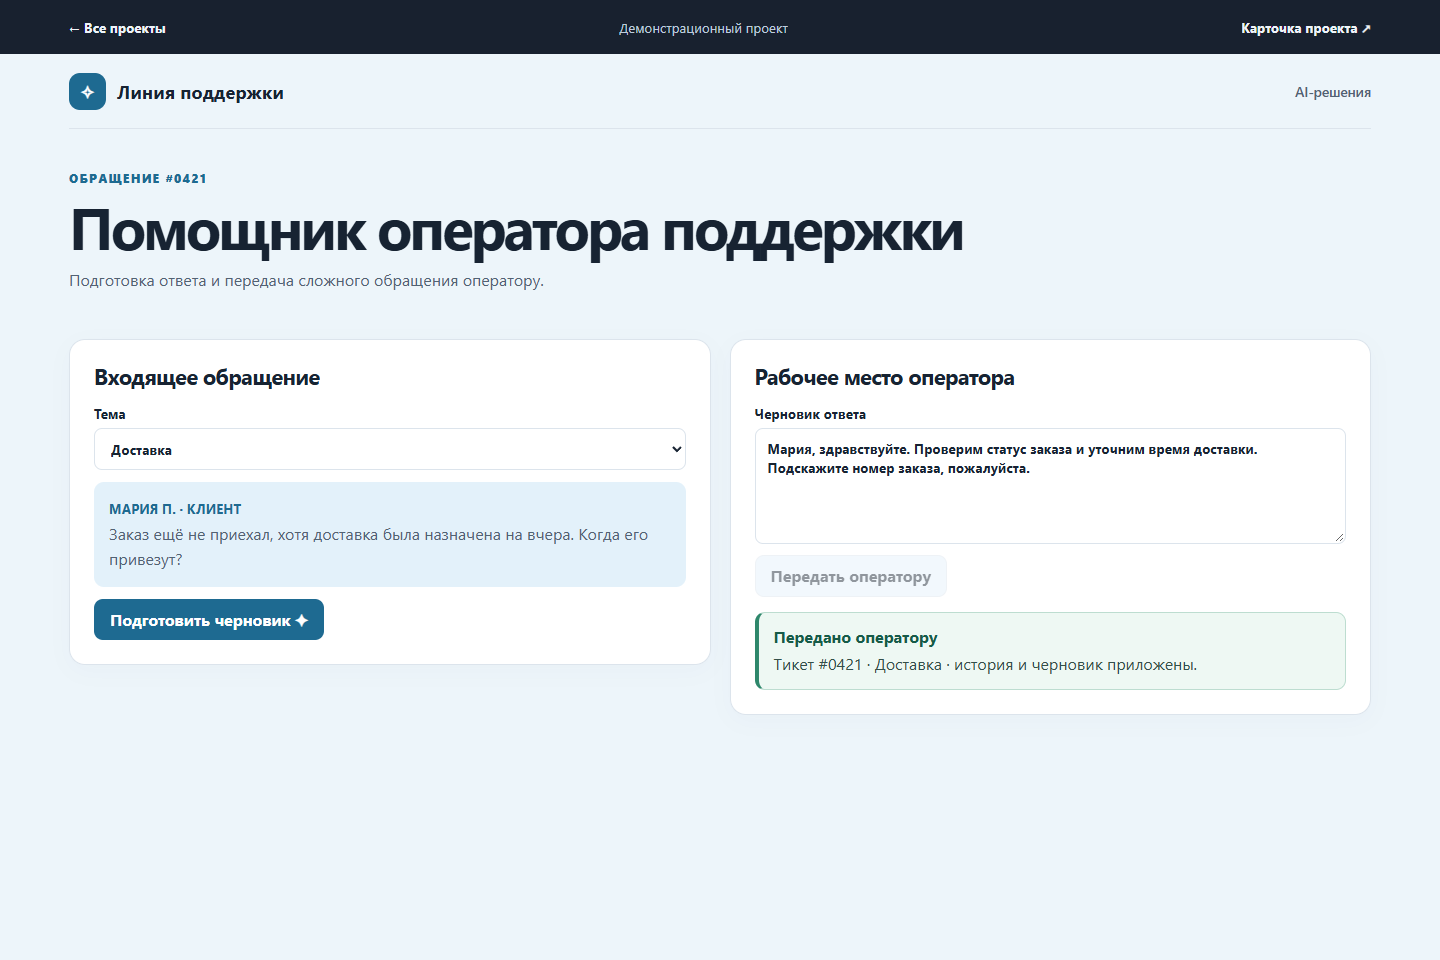 ← Все проекты
Демонстрационный проект
Карточка проекта ↗
Линия поддержки
AI-решения
ОБРАЩЕНИЕ #0421
Помощник оператора поддержки
Подготовка ответа и передача сложного обращения оператору.
Входящее обращение
Тема
Доставка
МАРИЯ П. · КЛИЕНТ
Заказ ещё не приехал, хотя доставка была назначена на вчера. Когда его
привезут?
Подготовить черновик ✦
Рабочее место оператора
Черновик ответа
Мария, здравствуйте. Проверим статус заказа и уточним время доставки.
Подскажите номер заказа, пожалуйста.
Передать оператору
Передано оператору
Тикет #0421 · Доставка · история и черновик приложены.